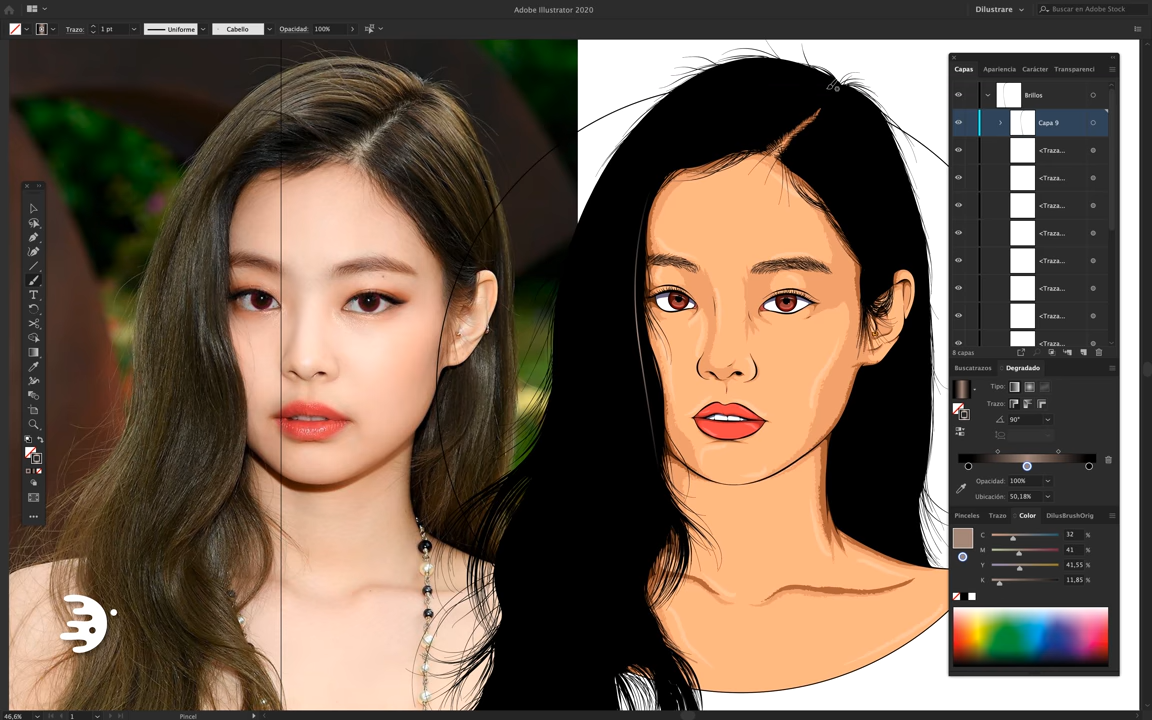 Adobe Illustrator 2020
Dilustrare
Buscar en Adobe Stock
Trazo: 1 pt
Uniforme
Cabello
Opacidad: 100%
Capas Apariencia Carácter Transparenci
Brillos
Capa 9
<Traza...
<Traza...
<Traza...
<Traza...
<Traza...
<Traza...
<Traza...
<Traza...
8 capas
Buscatrazos Degradado
Tipo:
Trazo:
90°
Opacidad: 100%
Ubicación: 50,18%
Pinceles Trazo Color DilusBrushOrig
C 32 %
M 41 %
Y 41,55 %
K 11,85 %
46,6% 1 Pincel